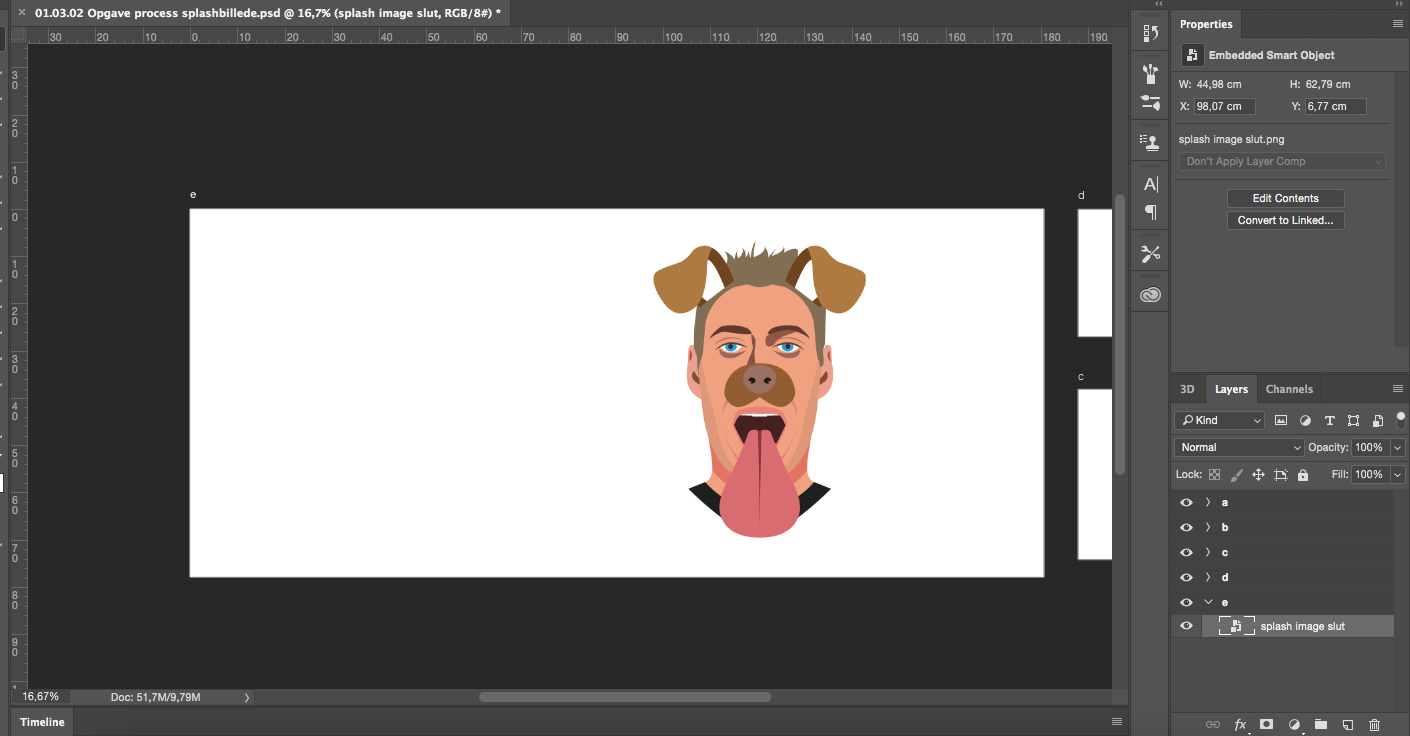 × 01.03.02 Opgave process splashbillede.psd @ 16,7% (splash image slut, RGB/8#) *
30 20 10 0 10 20 30 40 50 60 70 80 90 100 110 120 130 140 150 160 170 180 190
30
20
10
0
10
20
30
40
50
60
70
80
90
e
d
c
16,67%
Doc: 51,7M/9,79M
Timeline
Properties
Embedded Smart Object
W: 44,98 cm H: 62,79 cm
X: 98,07 cm Y: 6,77 cm
splash image slut.png
Don't Apply Layer Comp
Edit Contents
Convert to Linked...
3D Layers Channels
Kind
Normal Opacity: 100%
Lock: Fill: 100%
a
b
c
d
e
splash image slut
fx